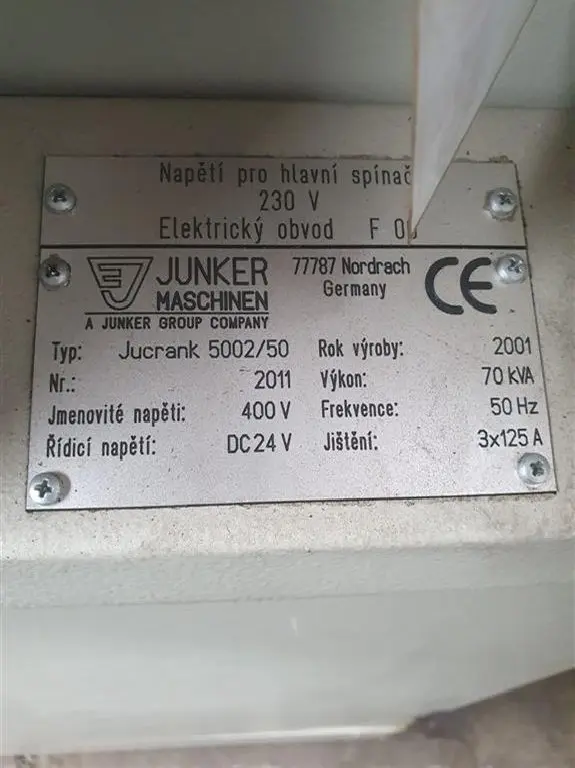 Napětí pro hlavní spínač
230 V
Elektrický obvod F
JUNKER
MASCHINEN
A JUNKER GROUP COMPANY
77787 Nordrach
Germany
CE
Typ: Jucrank 5002/50
Rok výroby: 2001
Nr.: 2011
Výkon: 70 kVA
Jmenovité napěti: 400 V
Frekvence: 50 Hz
Řídicí napětí: DC 24 V
Jištění: 3x125 A